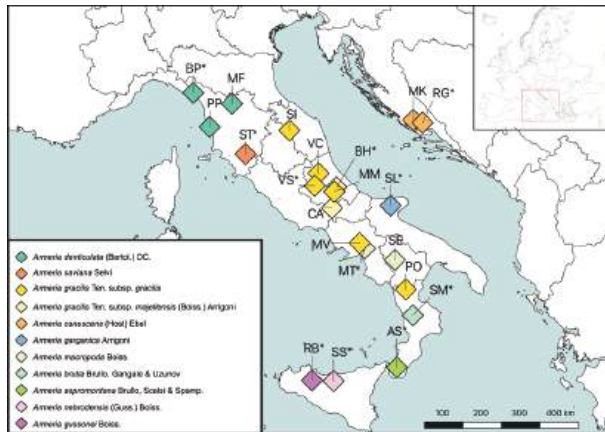 BP*
MF
PP
MK
RG*
SI
ST*
VC
BH*
VS*
MM
SL*
CA
MV
SE
MT*
PO
SM*
AS*
RB*
SS*
Armeria denticulata (Bertol.) DC.
Armeria saviana Selvi
Armeria gracilis Ten. subsp. gracilis
Armeria gracilis Ten. subsp. majellensis (Boiss.) Arrigoni
Armeria canescens (Host) Ebel
Armeria garganica Arrigoni
Armeria macropoda Boiss.
Armeria brutia Brullo, Gangale & Uzunov
Armeria aspromontana Brullo, Scelsi & Spamp.
Armeria nebrodensis (Guss.) Boiss.
Armeria gussonei Boiss.
100 200 300 400 km